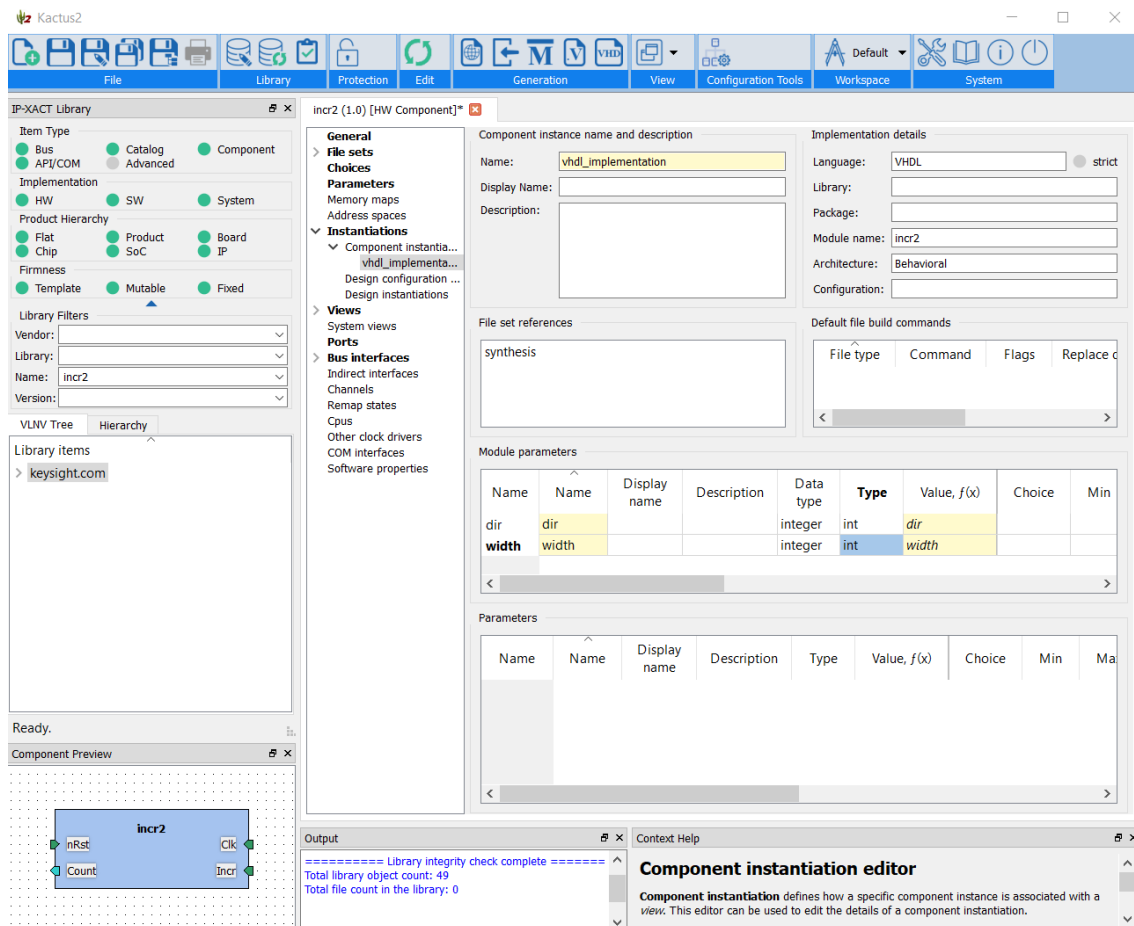 Kactus2
File
Library
Protection
Edit
Generation
View
Configuration Tools
Default
Workspace
System
M
V
VHD
IP-XACT Library
Item Type
Bus Catalog Component
API/COM Advanced
Implementation
HW SW System
Product Hierarchy
Flat Product Board
Chip SoC IP
Firmness
Template Mutable Fixed
Library Filters
Vendor:
Library:
Name: incr2
Version:
VLNV Tree Hierarchy
Library items
keysight.com
Ready.
Component Preview
incr2
nRst Clk
Count Incr
incr2 (1.0) [HW Component]*
General
File sets
Choices
Parameters
Memory maps
Address spaces
Instantiations
Component instantia...
vhdl_implementa...
Design configuration ...
Design instantiations
Views
System views
Ports
Bus interfaces
Indirect interfaces
Channels
Remap states
Cpus
Other clock drivers
COM interfaces
Software properties
Component instance name and description
Name: vhdl_implementation
Display Name:
Description:
Implementation details
Language: VHDL strict
Library:
Package:
Module name: incr2
Architecture: Behavioral
Configuration:
File set references
synthesis
Default file build commands
File type Command Flags Replace d
Module parameters
Name Name Display name Description Data type Type Value, f(x) Choice Min
dir dir integer int dir
width width integer int width
Parameters
Name Name Display name Description Type Value, f(x) Choice Min Ma
Output
========== Library integrity check complete =======
Total library object count: 49
Total file count in the library: 0
Context Help
Component instantiation editor
Component instantiation defines how a specific component instance is associated with a
view. This editor can be used to edit the details of a component instantiation.